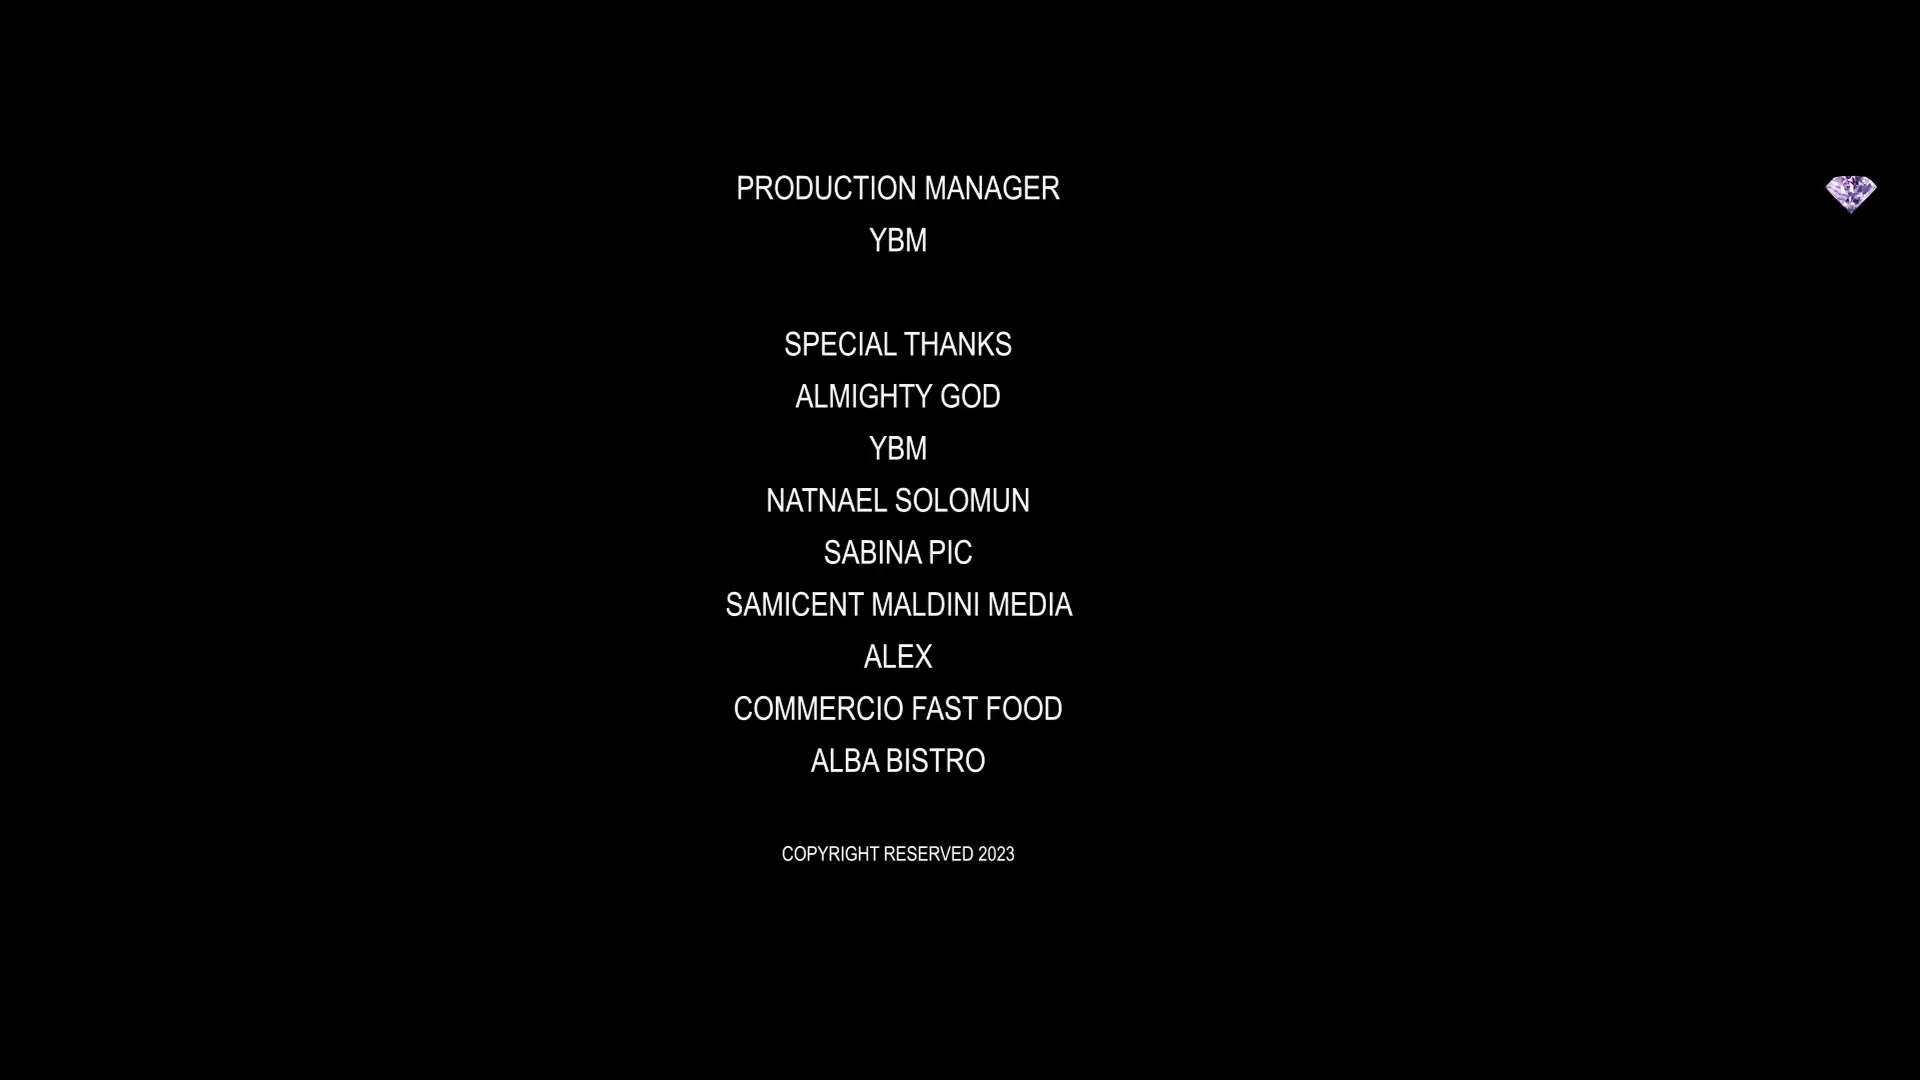 PRODUCTION MANAGER
YBM
SPECIAL THANKS
ALMIGHTY GOD
YBM
NATNAEL SOLOMUN
SABINA PIC
SAMICENT MALDINI MEDIA
ALEX
COMMERCIO FAST FOOD
ALBA BISTRO
COPYRIGHT RESERVED 2023